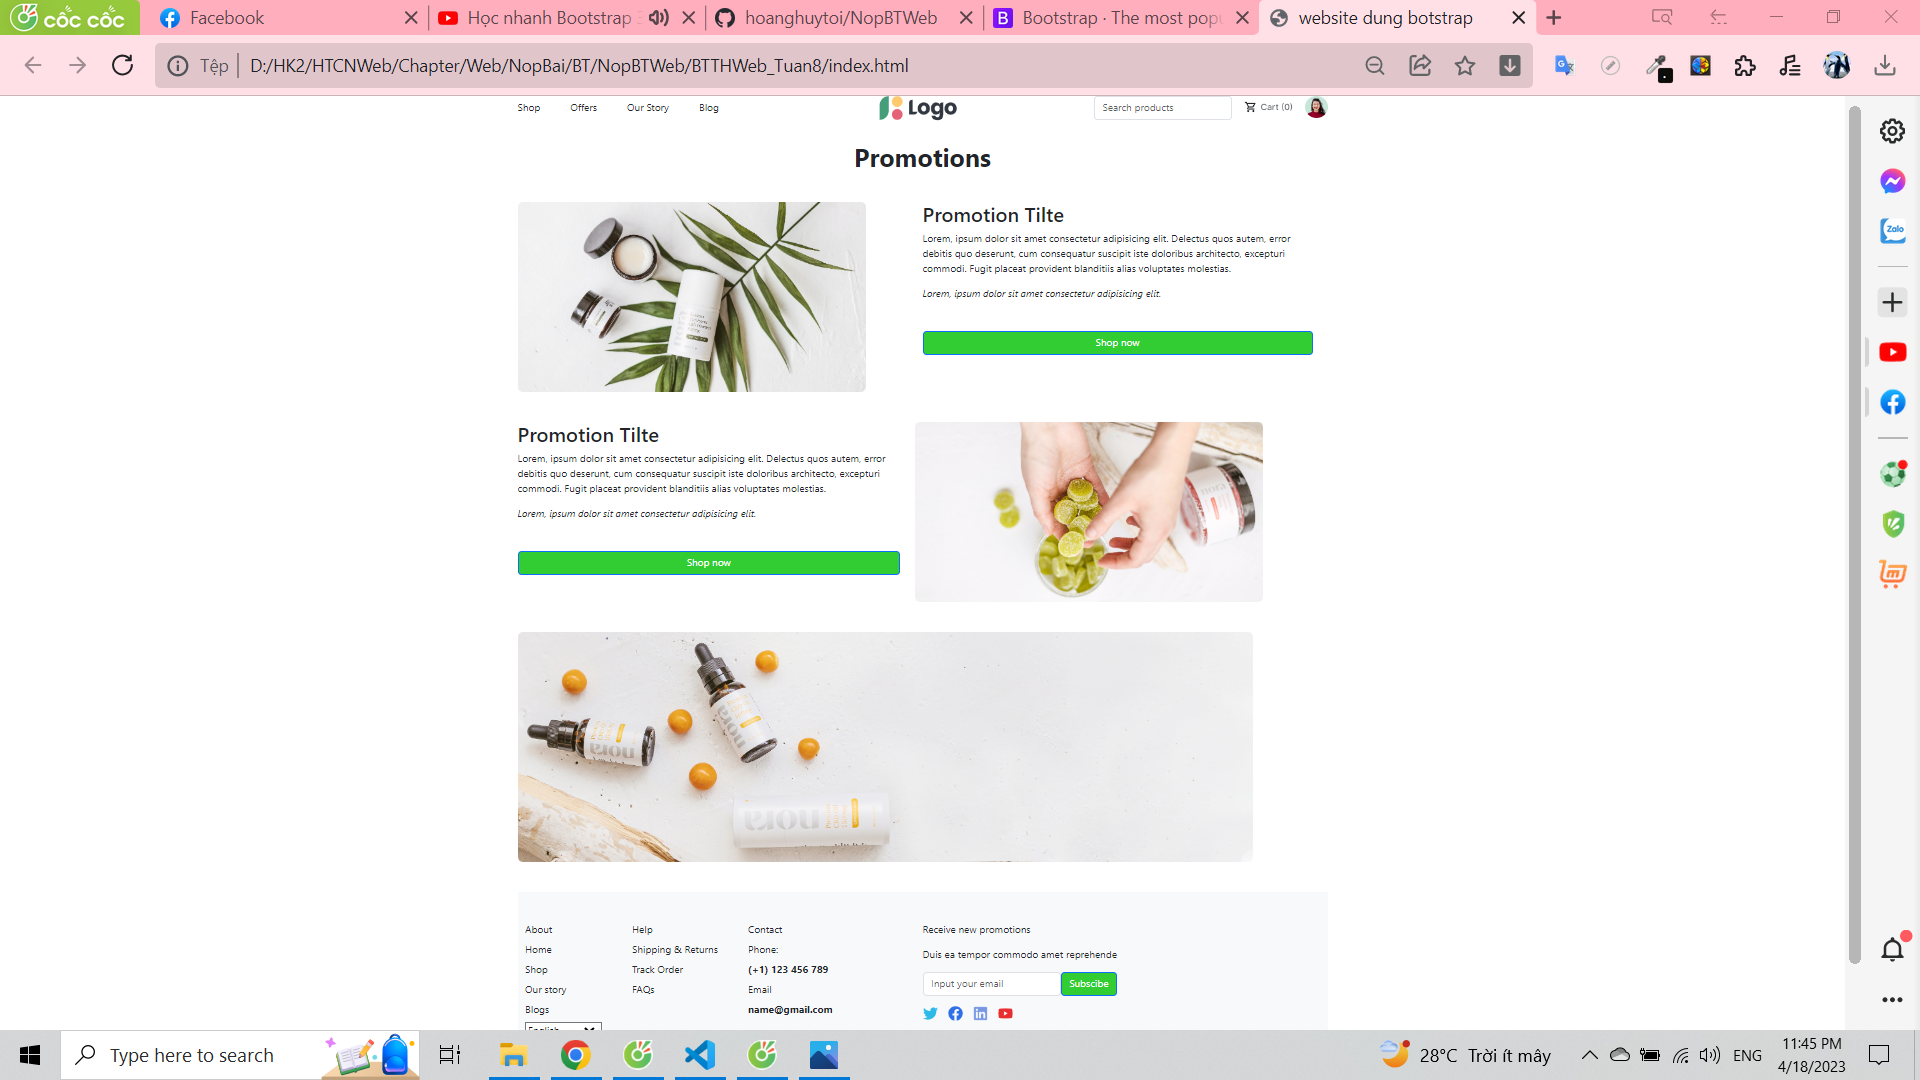 cốc cốc
Facebook
Học nhanh Bootstrap
hoanghuytoi/NopBTWeb
Bootstrap · The most popu
website dung botstrap
Tệp
D:/HK2/HTCNWeb/Chapter/Web/NopBai/BT/NopBTWeb/BTTHWeb_Tuan8/index.html
Shop
Offers
Our Story
Blog
Logo
Search products
Cart (0)
Promotions
Promotion Tilte
Lorem, ipsum dolor sit amet consectetur adipisicing elit. Delectus quos autem, error
debitis quo deserunt, cum consequatur suscipit iste doloribus architecto, excepturi
commodi. Fugit placeat provident blanditiis alias voluptates molestias.
Lorem, ipsum dolor sit amet consectetur adipisicing elit.
Shop now
Promotion Tilte
Lorem, ipsum dolor sit amet consectetur adipisicing elit. Delectus quos autem, error
debitis quo deserunt, cum consequatur suscipit iste doloribus architecto, excepturi
commodi. Fugit placeat provident blanditiis alias voluptates molestias.
Lorem, ipsum dolor sit amet consectetur adipisicing elit.
Shop now
nora
nora
nora
nora
About
Home
Shop
Our story
Blogs
English
Help
Shipping & Returns
Track Order
FAQs
Contact
Phone:
(+1) 123 456 789
Email
name@gmail.com
Receive new promotions
Duis ea tempor commodo amet reprehende
Input your email
Subscibe
Zalo
Type here to search
28°C Trời ít mây
ENG
11:45 PM
4/18/2023